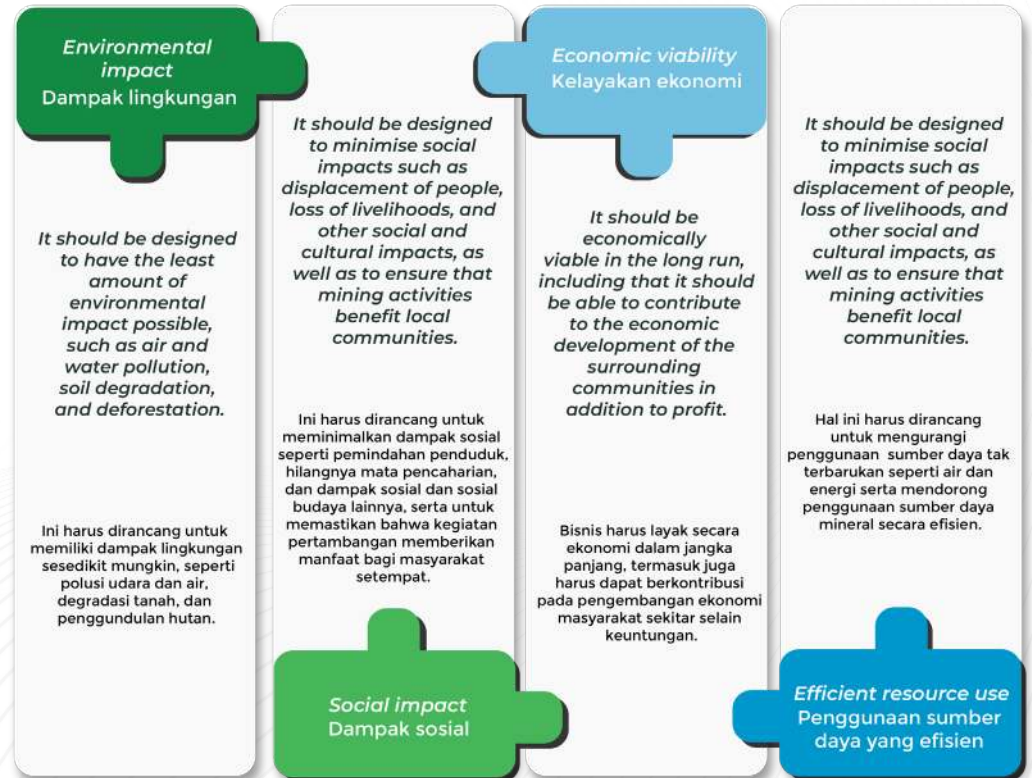 Environmental
impact
Dampak lingkungan
It should be designed
to have the least
amount of
environmental
impact possible,
such as air and
water pollution,
soil degradation,
and deforestation.
Ini harus dirancang untuk
memiliki dampak lingkungan
sesedikit mungkin, seperti
polusi udara dan air,
degradasi tanah, dan
penggundulan hutan.
It should be designed
to minimise social
impacts such as
displacement of people,
loss of livelihoods, and
other social and
cultural impacts, as
well as to ensure that
mining activities
benefit local
communities.
Ini harus dirancang untuk
meminimalkan dampak sosial
seperti pemindahan penduduk,
hilangnya mata pencaharian,
dan dampak sosial dan sosial
budaya lainnya, serta untuk
memastikan bahwa kegiatan
pertambangan memberikan
manfaat bagi masyarakat
setempat.
Social impact
Dampak sosial
Economic viability
Kelayakan ekonomi
It should be
economically
viable in the long run,
including that it should
be able to contribute
to the economic
development of the
surrounding
communities in
addition to profit.
Bisnis harus layak secara
ekonomi dalam jangka
panjang, termasuk juga
harus dapat berkontribusi
pada pengembangan ekonomi
masyarakat sekitar selain
keuntungan.
It should be designed
to minimise social
impacts such as
displacement of people,
loss of livelihoods, and
other social and
cultural impacts, as
well as to ensure that
mining activities
benefit local
communities.
Hal ini harus dirancang
untuk mengurangi
penggunaan sumber daya tak
terbarukan seperti air dan
energi serta mendorong
penggunaan sumber daya
mineral secara efisien.
Efficient resource use
Penggunaan sumber
daya yang efisien